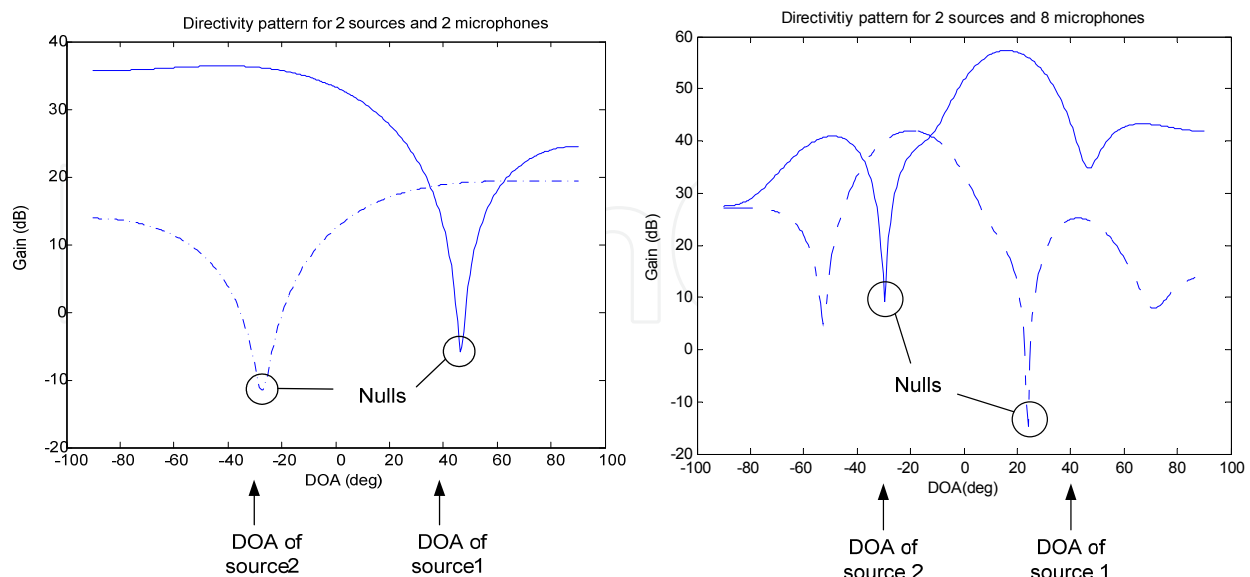 Directivity pattern for 2 sources and 2 microphones
40
30
20
10
0
-10
-20
Gain (dB)
-100 -80 -60 -40 -20 0 20 40 60 80 100
DOA (deg)
Nulls
DOA of
source2
DOA of
source1
Directivitiy pattern for 2 sources and 8 microphones
60
50
40
30
20
10
0
-10
-20
Gain (dB)
-100 -80 -60 -40 -20 0 20 40 60 80 100
DOA(deg)
Nulls
DOA of
source 2
DOA of
source 1